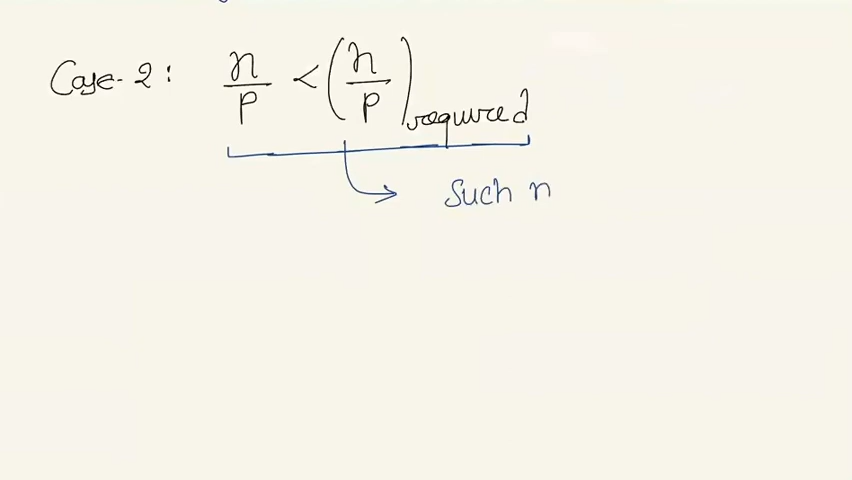 Case-2: n/p < (n/p)required
Such n